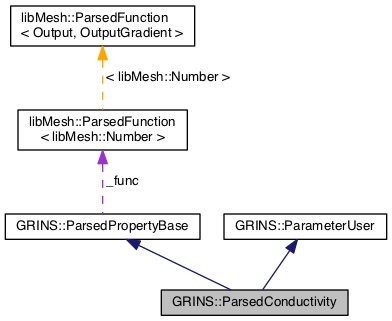 libMesh::ParsedFunction
< Output, OutputGradient >
< libMesh::Number >
libMesh::ParsedFunction
< libMesh::Number >
_func
GRINS::ParsedPropertyBase
GRINS::ParameterUser
GRINS::ParsedConductivity